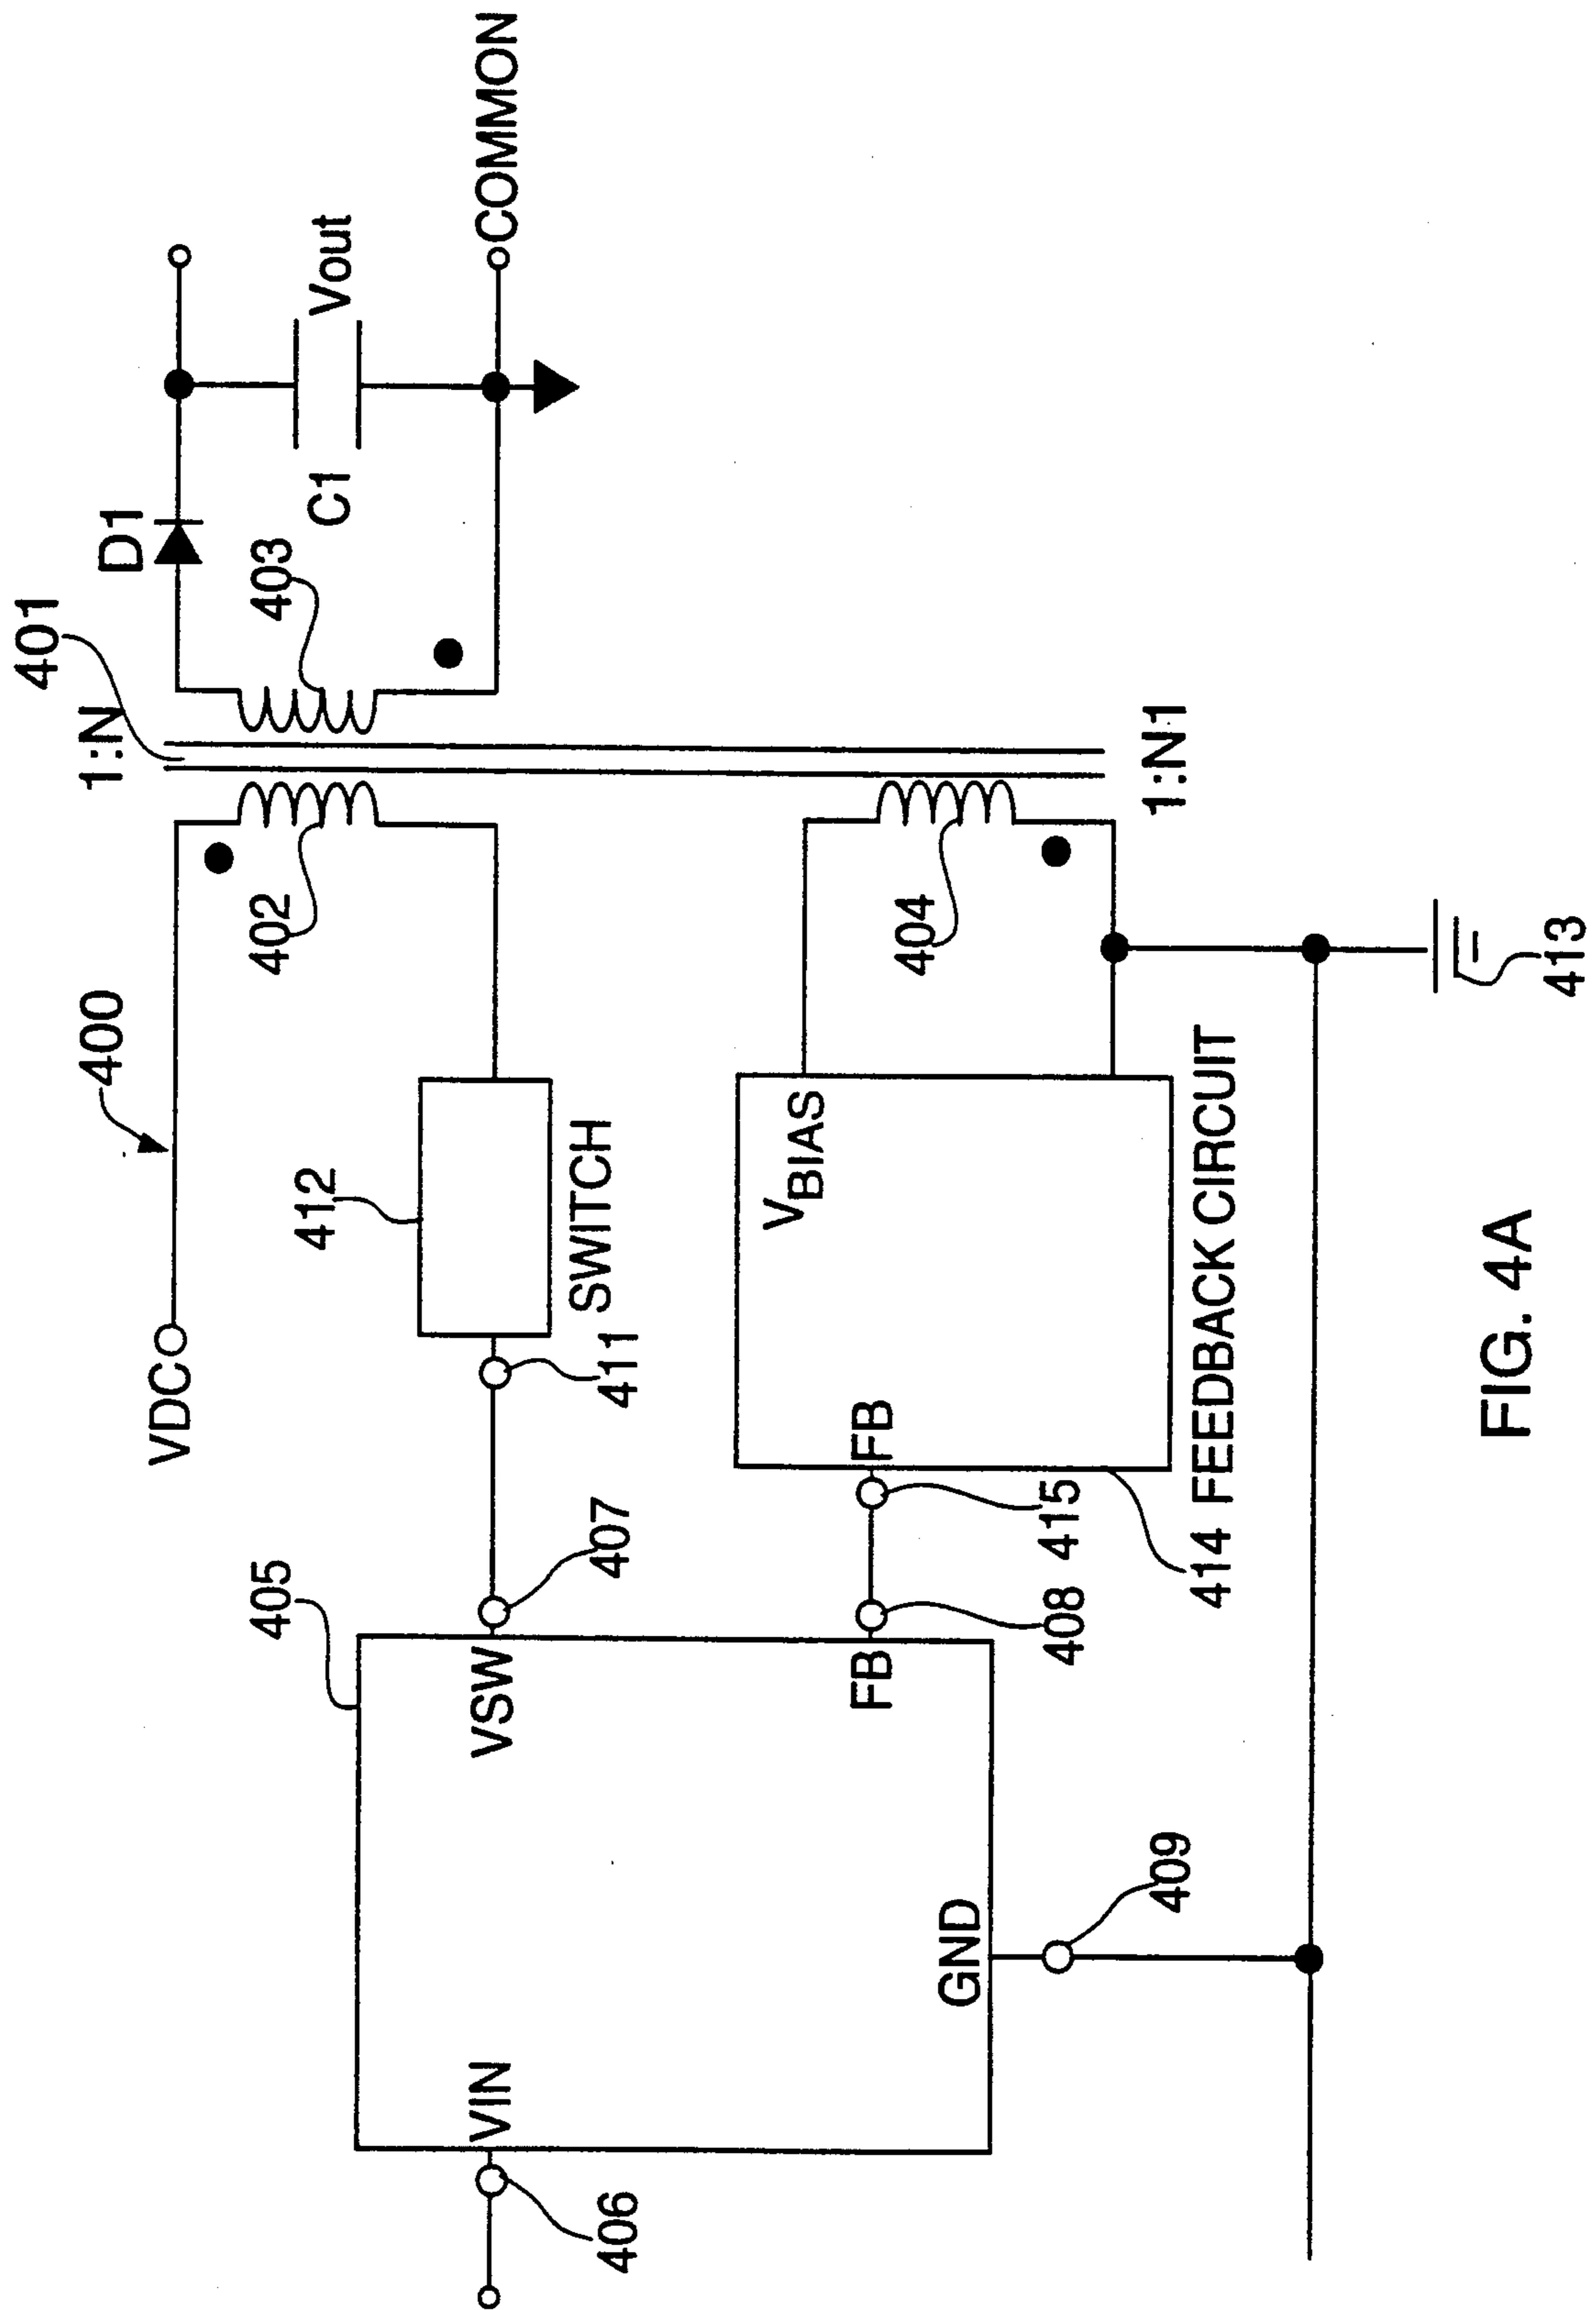 401
1:N
D1
400
VDC
402
403
C1
Vout
COMMON
412
SWITCH
411
405
407
VIN
VSW
406
FB
FB
VBIAS
404
408
415
GND
409
1:N1
414 FEEDBACK CIRCUIT
413
FIG. 4A